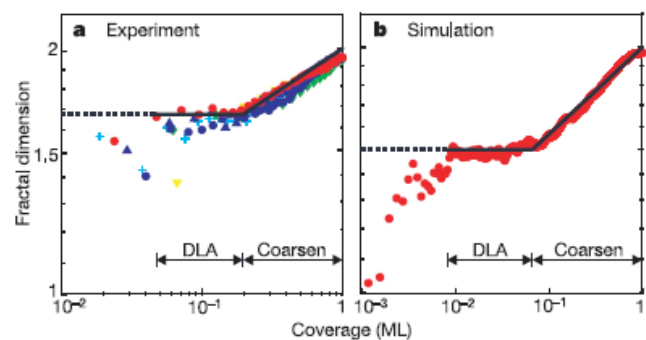 a Experiment
b Simulation
Fractal dimension
2
1.5
1
DLA
Coarsen
DLA
Coarsen
10⁻²
10⁻¹
1
10⁻³
10⁻²
10⁻¹
1
Coverage (ML)